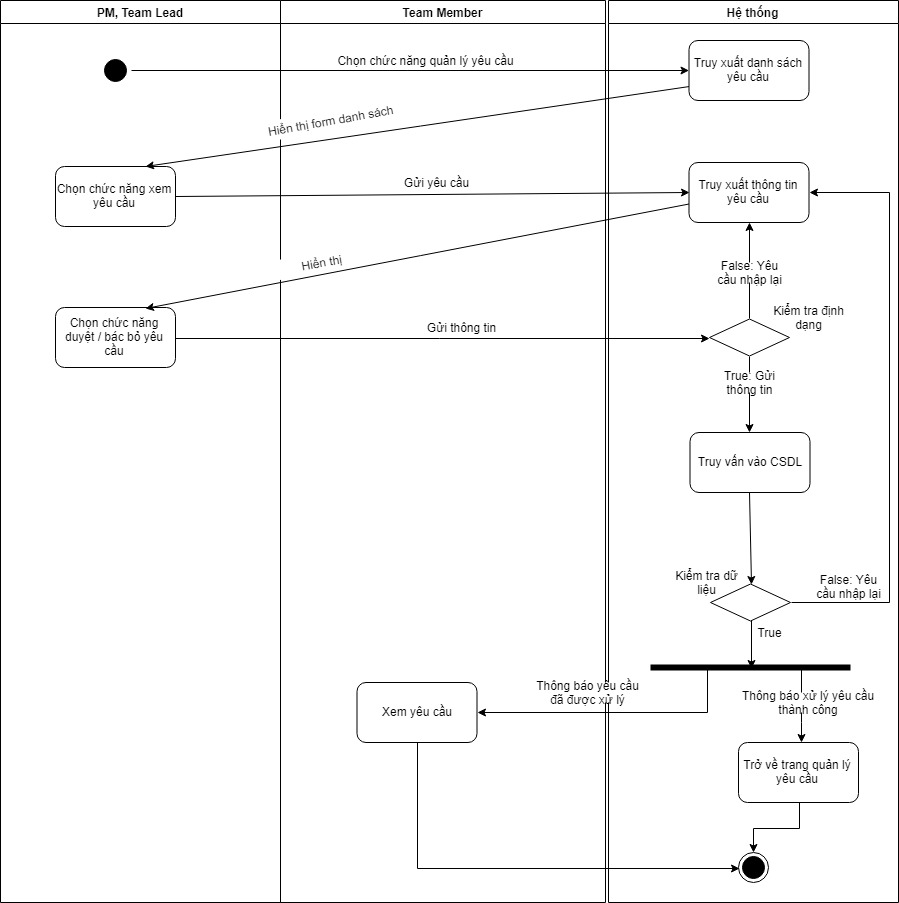 PM, Team Lead
Team Member
Hệ thống
Chọn chức năng quản lý yêu cầu
Truy xuất danh sách
yêu cầu
Hiển thị form danh sách
Chọn chức năng xem
yêu cầu
Gửi yêu cầu
Truy xuất thông tin
yêu cầu
Hiển thị
False: Yêu
cầu nhập lại
Chọn chức năng
duyệt / bác bỏ yêu
cầu
Gửi thông tin
Kiểm tra định
dạng
True: Gửi
thông tin
Truy vấn vào CSDL
Kiểm tra dữ
liệu
False: Yêu
cầu nhập lại
True
Thông báo yêu cầu
đã được xử lý
Thông báo xử lý yêu cầu
thành công
Xem yêu cầu
Trở về trang quản lý
yêu cầu